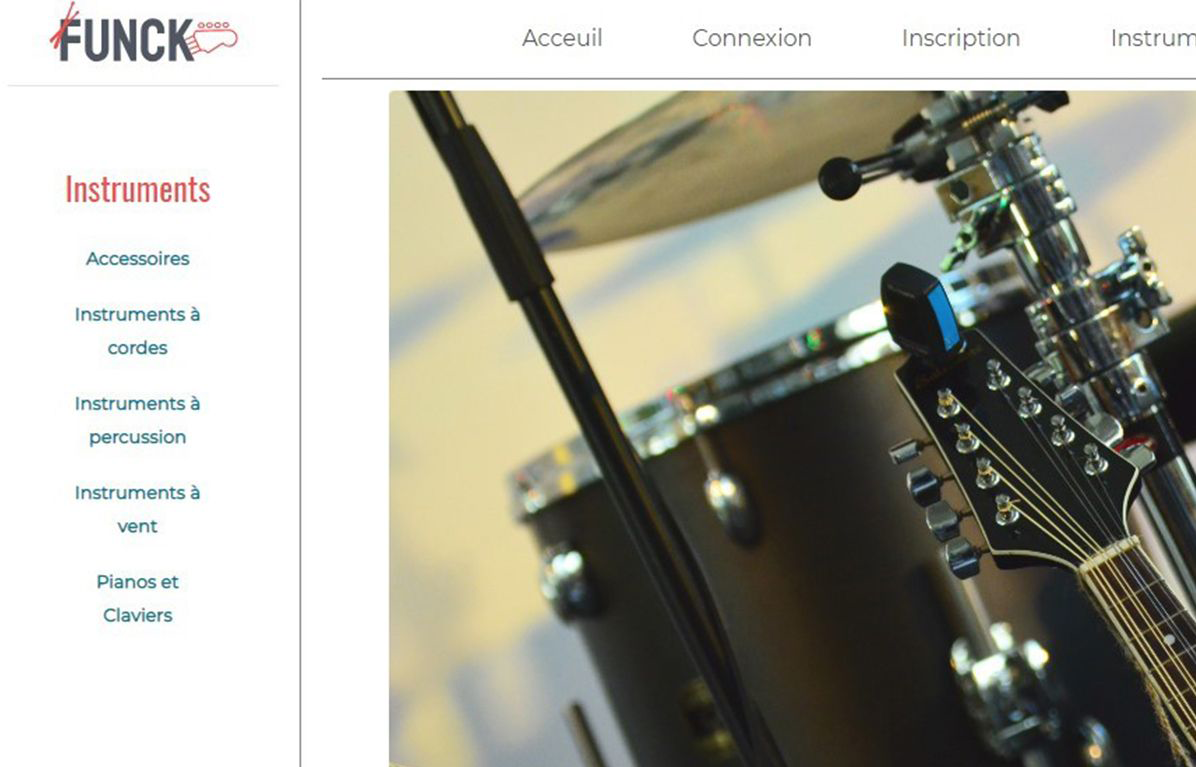 FUNCK
Acceuil Connexion Inscription Instrum
Instruments
Accessoires
Instruments à
cordes
Instruments à
percussion
Instruments à
vent
Pianos et
Claviers